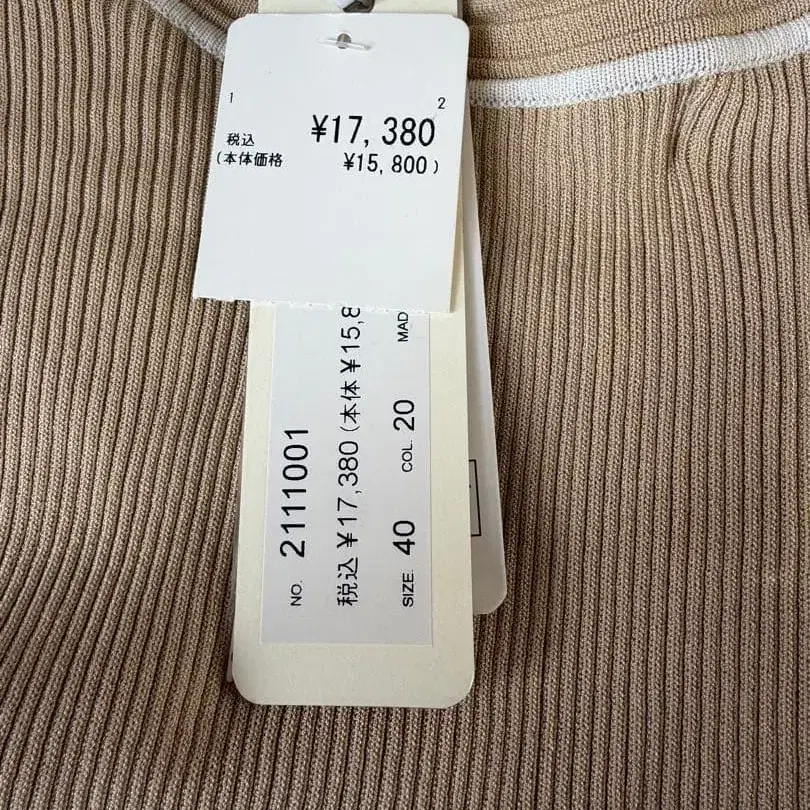 1 2
税込 ¥17,380
(本体価格 ¥15,800)
NO. 2111001
税込 ¥17,380 (本体 ¥15,8
SIZE. 40 COL. 20 MAD